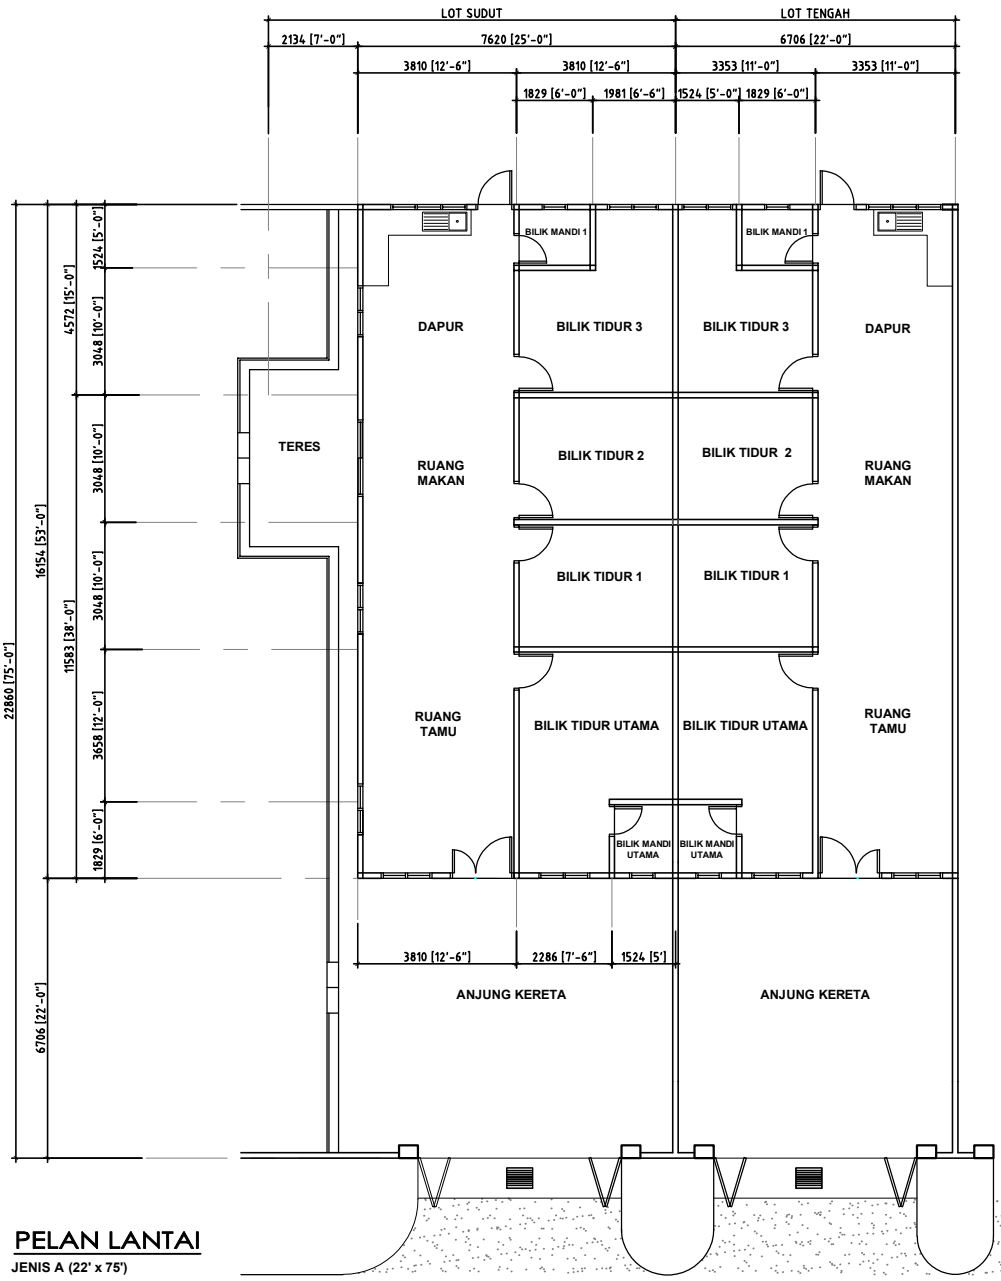 LOT SUDUT
LOT TENGAH
2134 [7'-0"]
7620 [25'-0"]
6706 [22'-0"]
3810 [12'-6"]
3810 [12'-6"]
3353 [11'-0"]
3353 [11'-0"]
1829 [6'-0"]
1981 [6'-6"]
1524 [5'-0"]
1829 [6'-0"]
22860 [75'-0"]
16154 [53'-0"]
6706 [22'-0"]
4572 [15'-0"]
11583 [38'-0"]
1524 [5'-0"]
3048 [10'-0"]
3048 [10'-0"]
3048 [10'-0"]
3658 [12'-0"]
1829 [6'-0"]
BILIK MANDI 1
BILIK MANDI 1
DAPUR
BILIK TIDUR 3
BILIK TIDUR 3
DAPUR
TERES
RUANG
MAKAN
BILIK TIDUR 2
BILIK TIDUR 2
RUANG
MAKAN
BILIK TIDUR 1
BILIK TIDUR 1
RUANG
TAMU
BILIK TIDUR UTAMA
BILIK TIDUR UTAMA
RUANG
TAMU
BILIK MANDI
UTAMA
BILIK MANDI
UTAMA
3810 [12'-6"]
2286 [7'-6"]
1524 [5']
ANJUNG KERETA
ANJUNG KERETA
PELAN LANTAI
JENIS A (22' x 75')